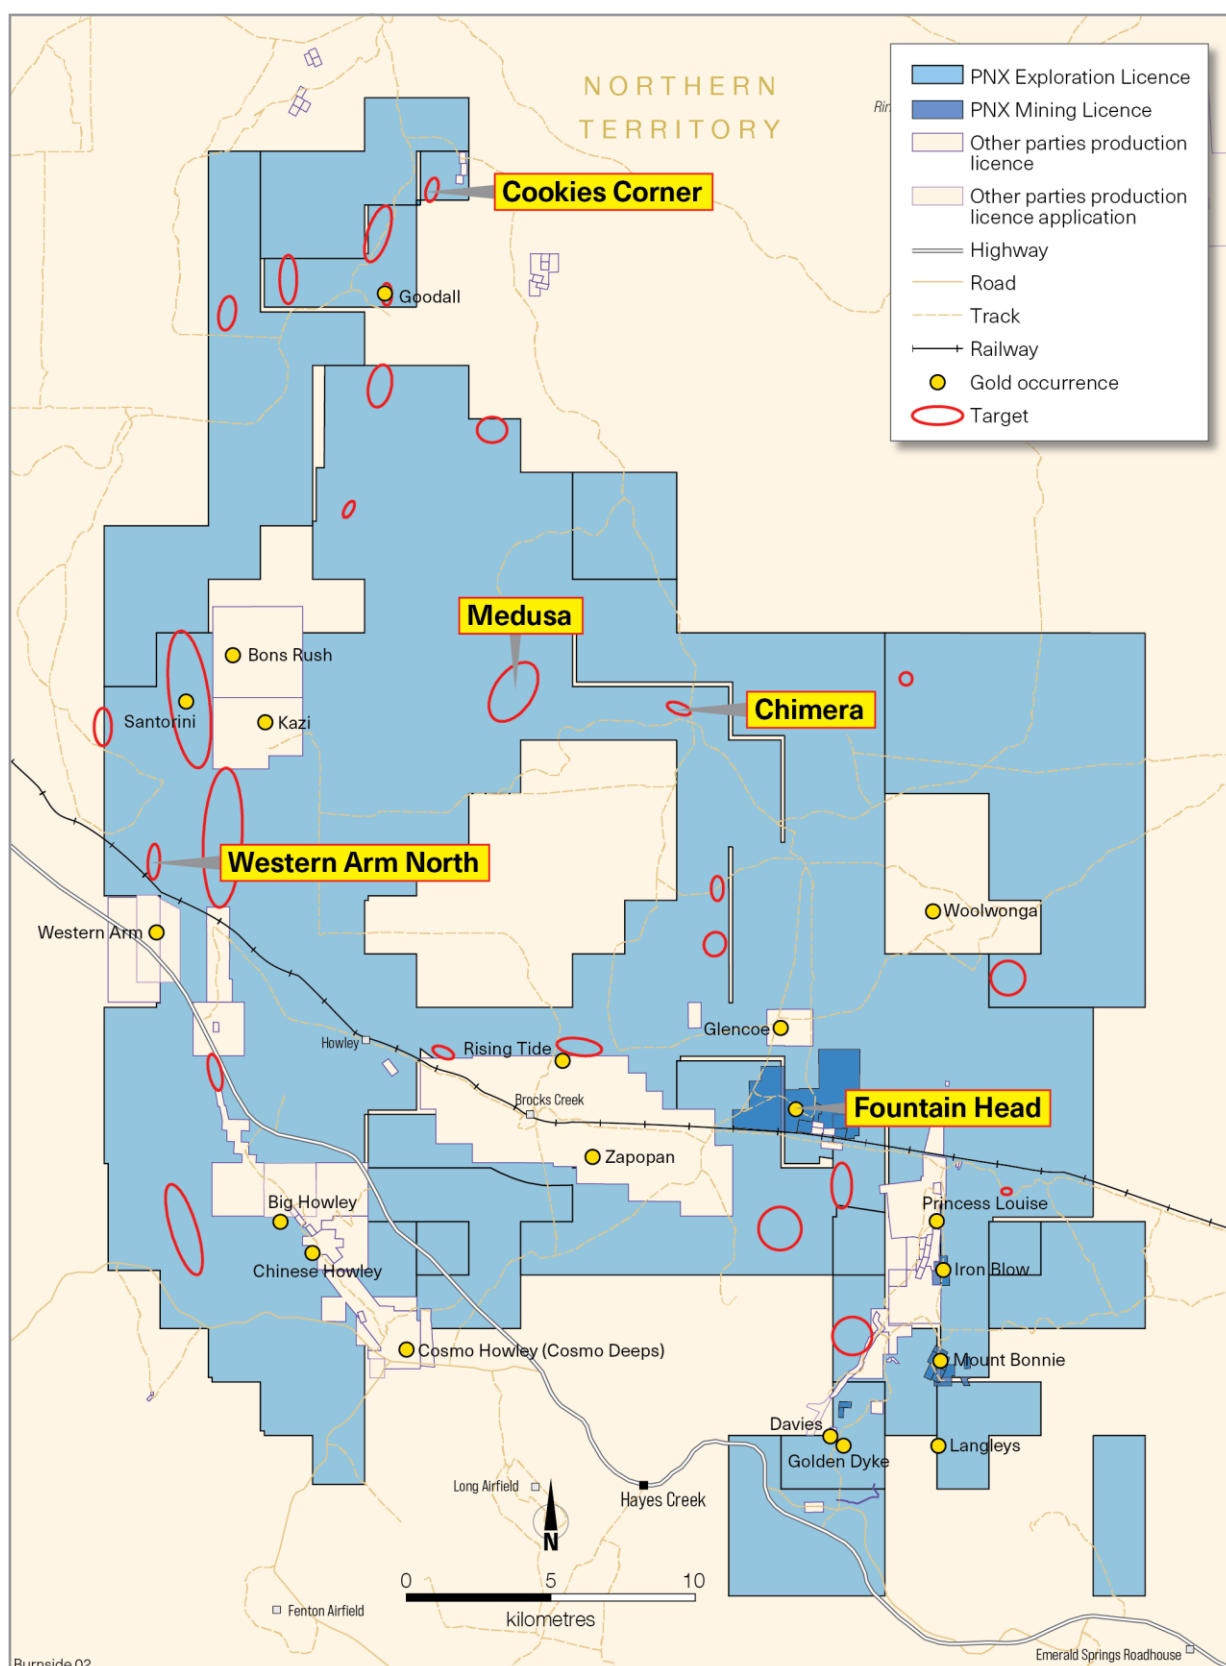 NORTHERN
TERRITORY
PNX Exploration Licence
PNX Mining Licence
Other parties production
licence
Other parties production
licence application
Highway
Road
Track
Railway
Gold occurrence
Target
Cookies Corner
Goodall
Medusa
Bons Rush
Santorini
Kazi
Chimera
Western Arm North
Western Arm
Woolwonga
Glencoe
Howley
Rising Tide
Brocks Creek
Fountain Head
Zapopan
Big Howley
Princess Louise
Chinese Howley
Iron Blow
Cosmo Howley (Cosmo Deeps)
Mount Bonnie
Davies
Golden Dyke
Langleys
Long Airfield
Hayes Creek
N
0 5 10
kilometres
Fenton Airfield
Emerald Springs Roadhouse
Burnside 02